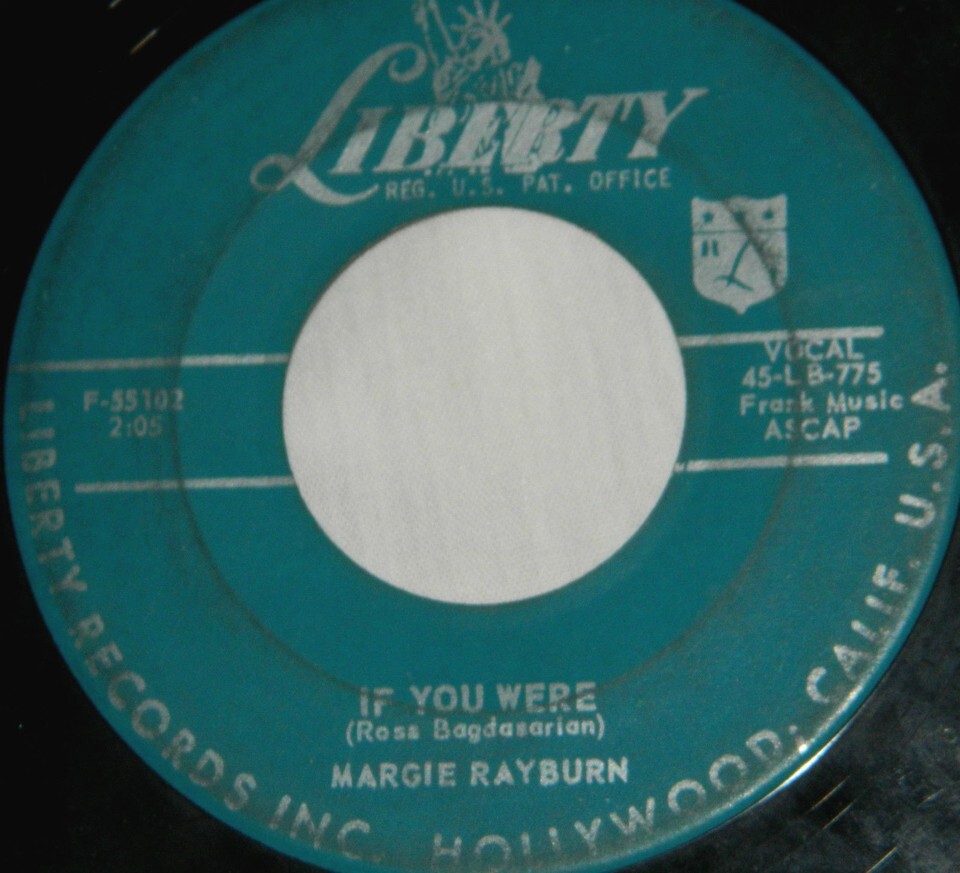 LIBERTY
REG. U.S. PAT. OFFICE
F-55102
2:05
VOCAL
45-LB-775
Frank Music
ASCAP
IF YOU WERE
(Ross Bagdasarian)
MARGIE RAYBURN
LIBERTY RECORDS INC. HOLLYWOOD, CALIF. U.S.A.